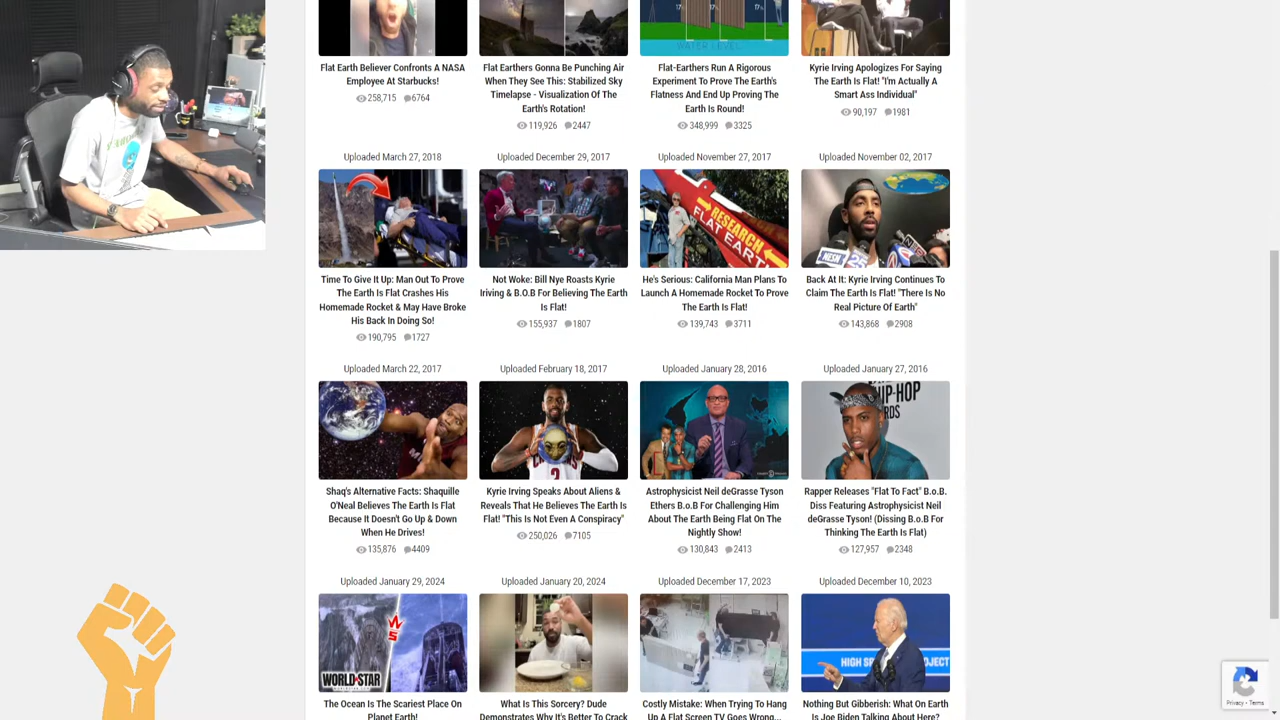 17½
17½
17½
WATER LEVEL
Flat Earth Believer Confronts A NASA
Employee At Starbucks!
258,715 6764
Flat Earthers Gonna Be Punching Air
When They See This: Stabilized Sky
Timelapse - Visualization Of The
Earth's Rotation!
119,926 2447
Flat-Earthers Run A Rigorous
Experiment To Prove The Earth's
Flatness And End Up Proving The
Earth Is Round!
348,999 3325
Kyrie Irving Apologizes For Saying
The Earth Is Flat! "I'm Actually A
Smart Ass Individual"
90,197 1981
Uploaded March 27, 2018
Time To Give It Up: Man Out To Prove
The Earth Is Flat Crashes His
Homemade Rocket & May Have Broke
His Back In Doing So!
190,795 1727
Uploaded December 29, 2017
Not Woke: Bill Nye Roasts Kyrie
Iriving & B.O.B For Believing The Earth
Is Flat!
155,937 1807
Uploaded November 27, 2017
RESEARCH
FLAT EARTH
He's Serious: California Man Plans To
Launch A Homemade Rocket To Prove
The Earth Is Flat!
139,743 3711
Uploaded November 02, 2017
Back At It: Kyrie Irving Continues To
Claim The Earth Is Flat! "There Is No
Real Picture Of Earth"
143,868 2908
Uploaded March 22, 2017
Shaq's Alternative Facts: Shaquille
O'Neal Believes The Earth Is Flat
Because It Doesn't Go Up & Down
When He Drives!
135,876 4409
Uploaded February 18, 2017
Kyrie Irving Speaks About Aliens &
Reveals That He Believes The Earth Is
Flat! "This Is Not Even A Conspiracy"
250,026 7105
Uploaded January 28, 2016
Astrophysicist Neil deGrasse Tyson
Ethers B.o.B For Challenging Him
About The Earth Being Flat On The
Nightly Show!
130,843 2413
Uploaded January 27, 2016
HIP-HOP
Rapper Releases "Flat To Fact" B.o.B.
Diss Featuring Astrophysicist Neil
deGrasse Tyson! (Dissing B.o.B For
Thinking The Earth Is Flat)
127,957 2348
Uploaded January 29, 2024
WS
WORLDSTAR
The Ocean Is The Scariest Place On
Planet Earth!
Uploaded January 20, 2024
What Is This Sorcery? Dude
Demonstrates Why It's Better To Crack
Uploaded December 17, 2023
Costly Mistake: When Trying To Hang
Up A Flat Screen TV Goes Wrong...
Uploaded December 10, 2023
Nothing But Gibberish: What On Earth
Is Joe Biden Talking About Here?
Privacy - Terms